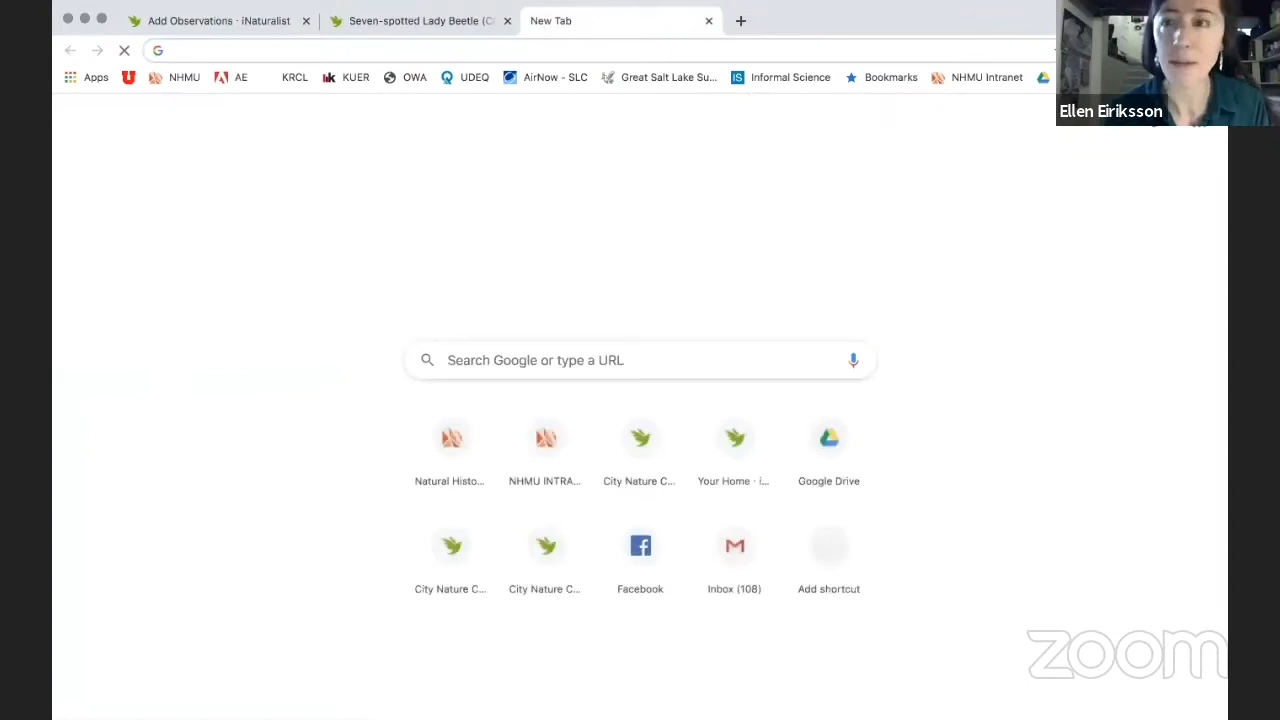 Add Observations · iNaturalist
Seven-spotted Lady Beetle (C
New Tab
Apps NHMU AE KRCL KUER OWA UDEQ AirNow - SLC Great Salt Lake Su... Informal Science Bookmarks NHMU Intranet
Ellen Eiriksson
Search Google or type a URL
Natural Histo... NHMU INTRA... City Nature C... Your Home · i... Google Drive
City Nature C... City Nature C... Facebook Inbox (108) Add shortcut
zoom